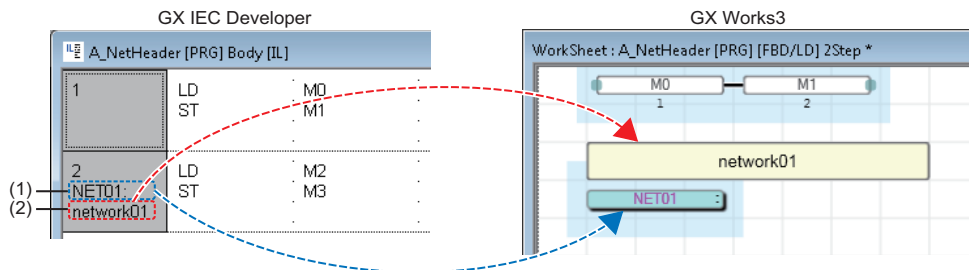 GX IEC Developer
A_NetHeader [PRG] Body [IL]
1
LD M0
ST M1
2
LD M2
NET01:
ST M3
network01
(1)
(2)
GX Works3
WorkSheet : A_NetHeader [PRG] [FBD/LD] 2Step *
M0 M1
1 2
network01
NET01 :